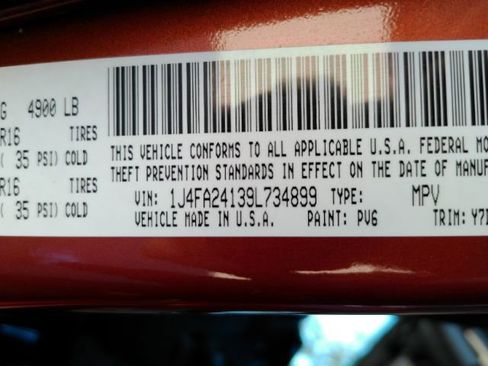 G 4900 LB
R16 TIRES
( 35 PSI) COLD
R16 TIRES
( 35 PSI) COLD
THIS VEHICLE CONFORMS TO ALL APPLICABLE U.S.A. FEDERAL MO
THEFT PREVENTION STANDARDS IN EFFECT ON THE DATE OF MANUF
VIN: 1J4FA24139L734899 TYPE: MPV
VEHICLE MADE IN U.S.A. PAINT: PVG TRIM: Y7